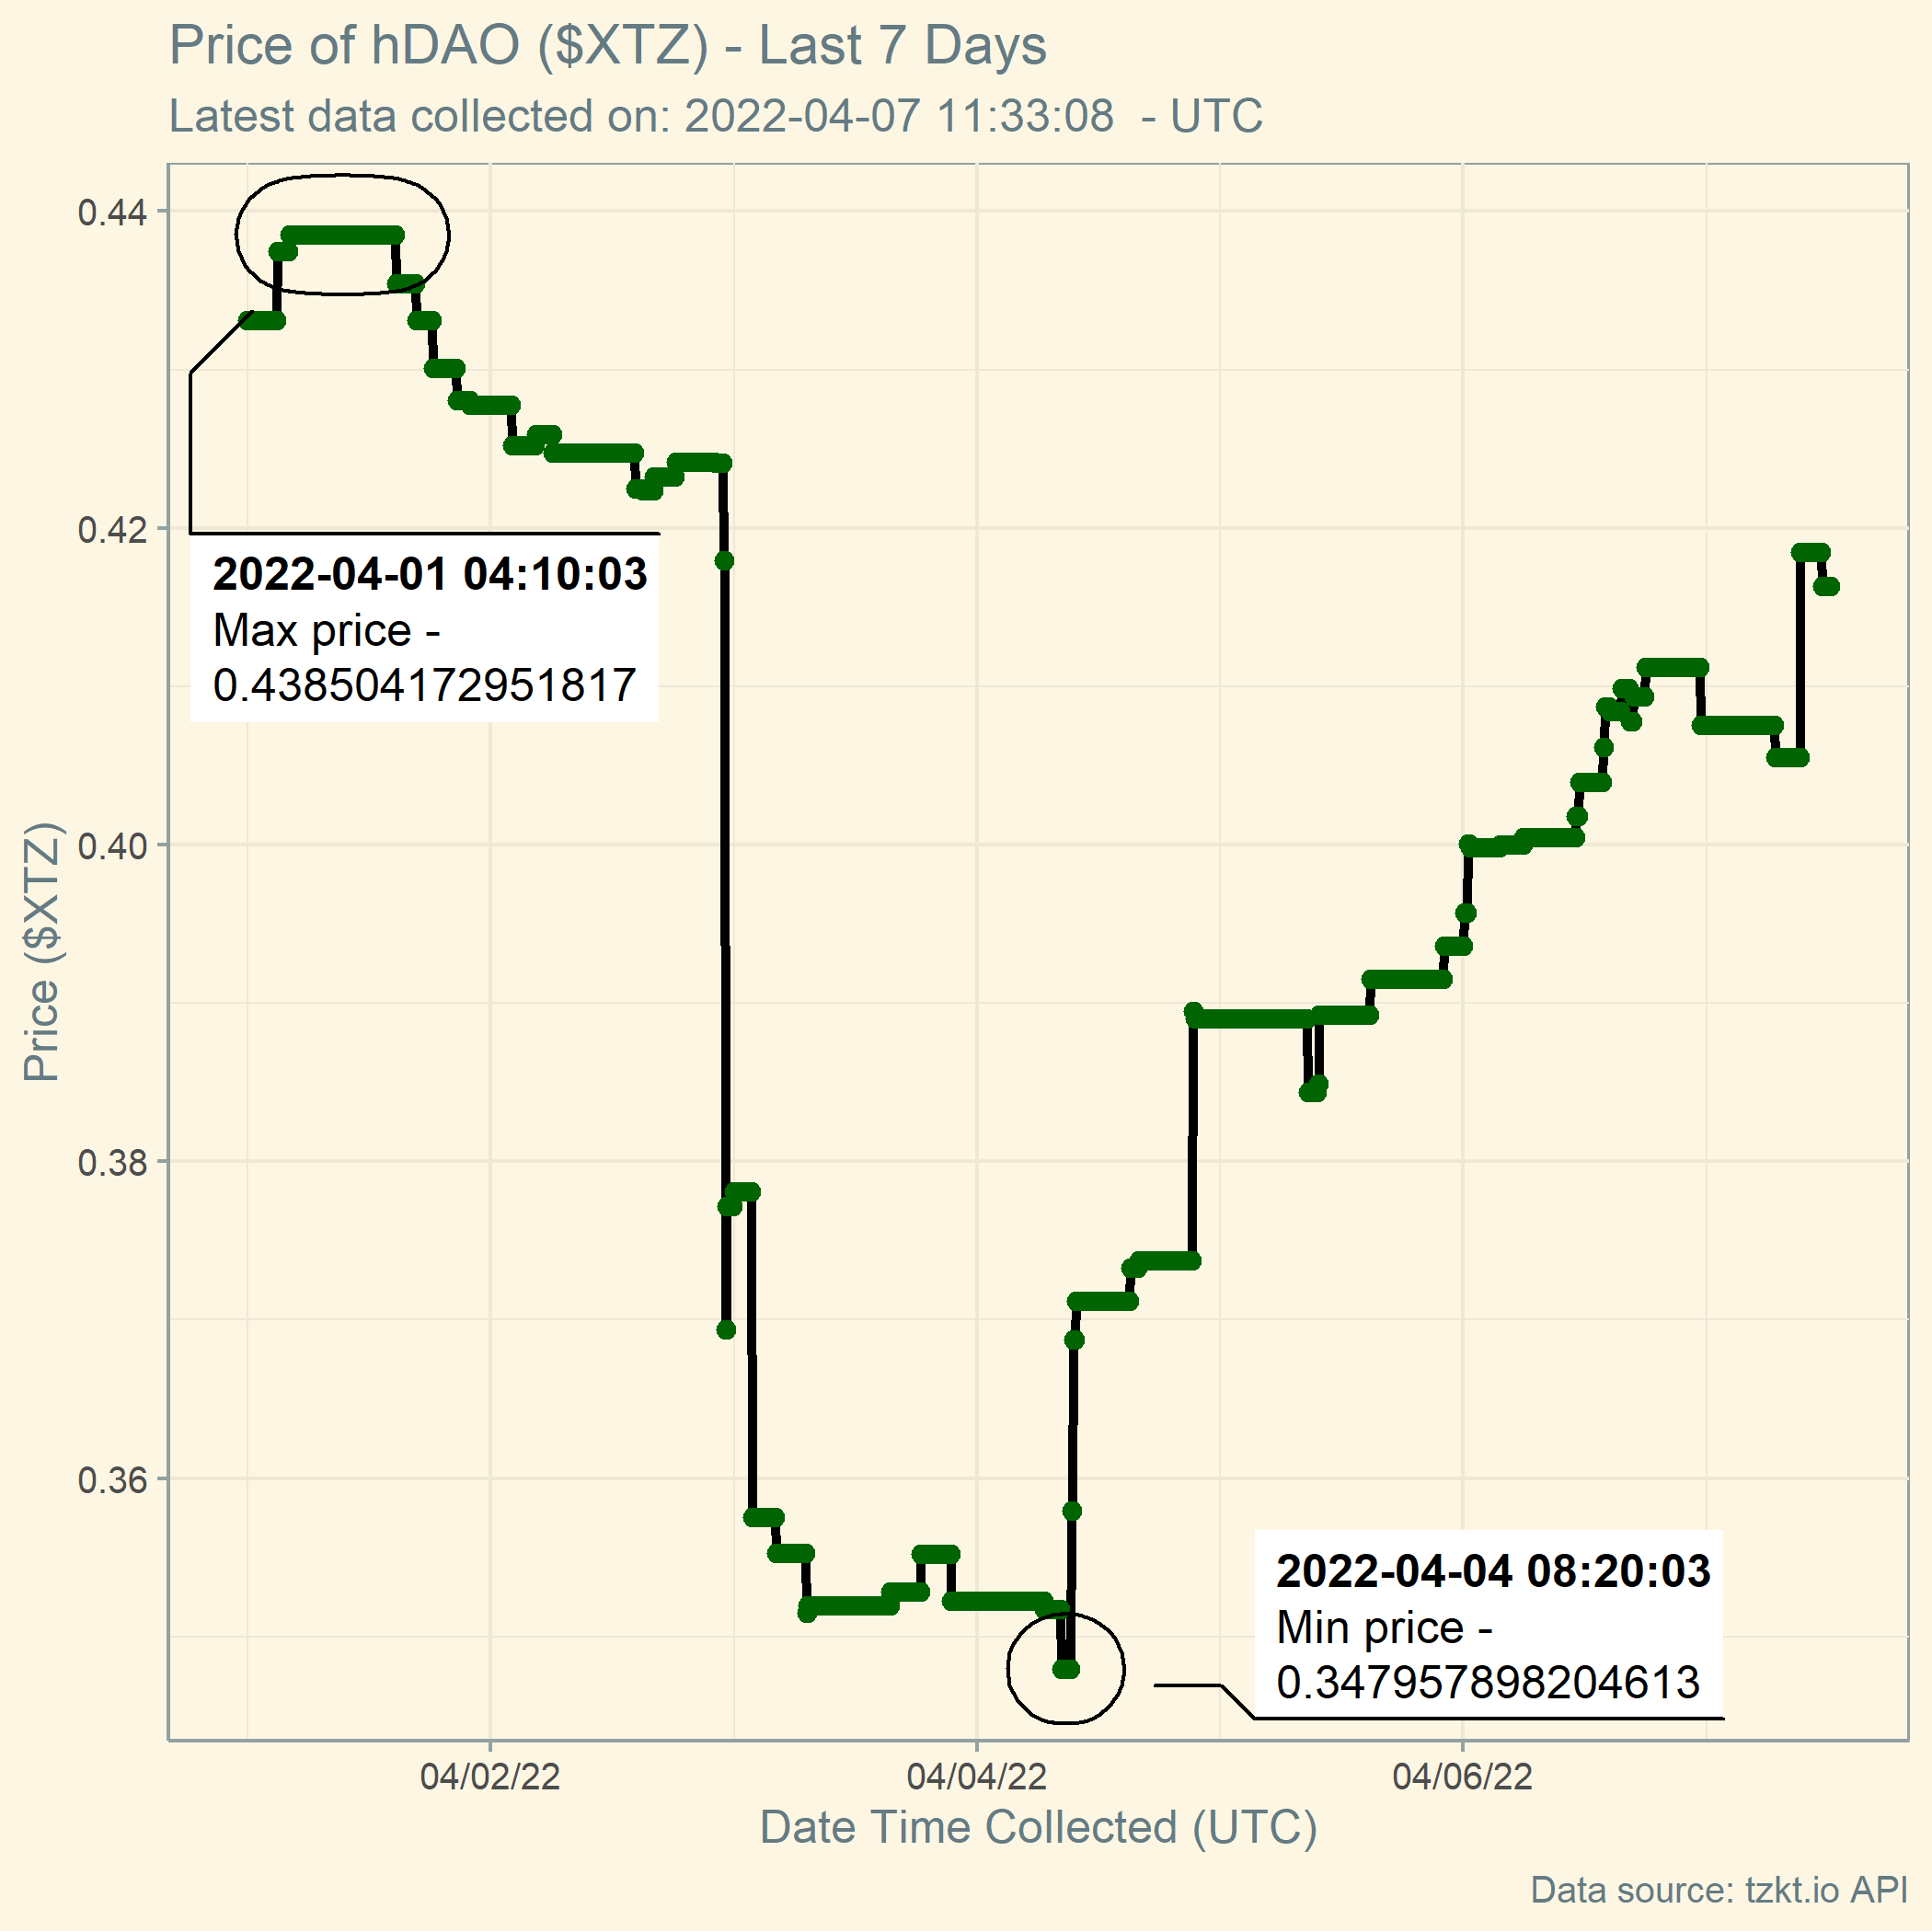 Price of hDAO ($XTZ) - Last 7 Days
Latest data collected on: 2022-04-07 11:33:08  - UTC
0.44
0.42
0.40
0.38
0.36
Price ($XTZ)
2022-04-01 04:10:03
Max price -
0.438504172951817
2022-04-04 08:20:03
Min price -
0.347957898204613
04/02/22
04/04/22
04/06/22
Date Time Collected (UTC)
Data source: tzkt.io API